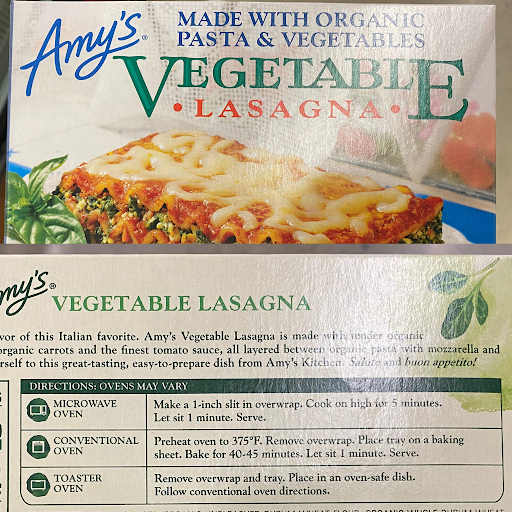 Amy's®
MADE WITH ORGANIC
PASTA & VEGETABLES
VEGETABLE
• LASAGNA •
my's®
VEGETABLE LASAGNA
vor of this Italian favorite. Amy's Vegetable Lasagna is made with tender organic
organic carrots and the finest tomato sauce, all layered between organic pasta with mozzarella and
rself to this great-tasting, easy-to-prepare dish from Amy's Kitchen. Salute and buon appetito!
DIRECTIONS: OVENS MAY VARY
MICROWAVE
OVEN
Make a 1-inch slit in overwrap. Cook on high for 5 minutes.
Let sit 1 minute. Serve.
CONVENTIONAL
OVEN
Preheat oven to 375°F. Remove overwrap. Place tray on a baking
sheet. Bake for 40-45 minutes. Let sit 1 minute. Serve.
TOASTER
OVEN
Remove overwrap and tray. Place in an oven-safe dish.
Follow conventional oven directions.